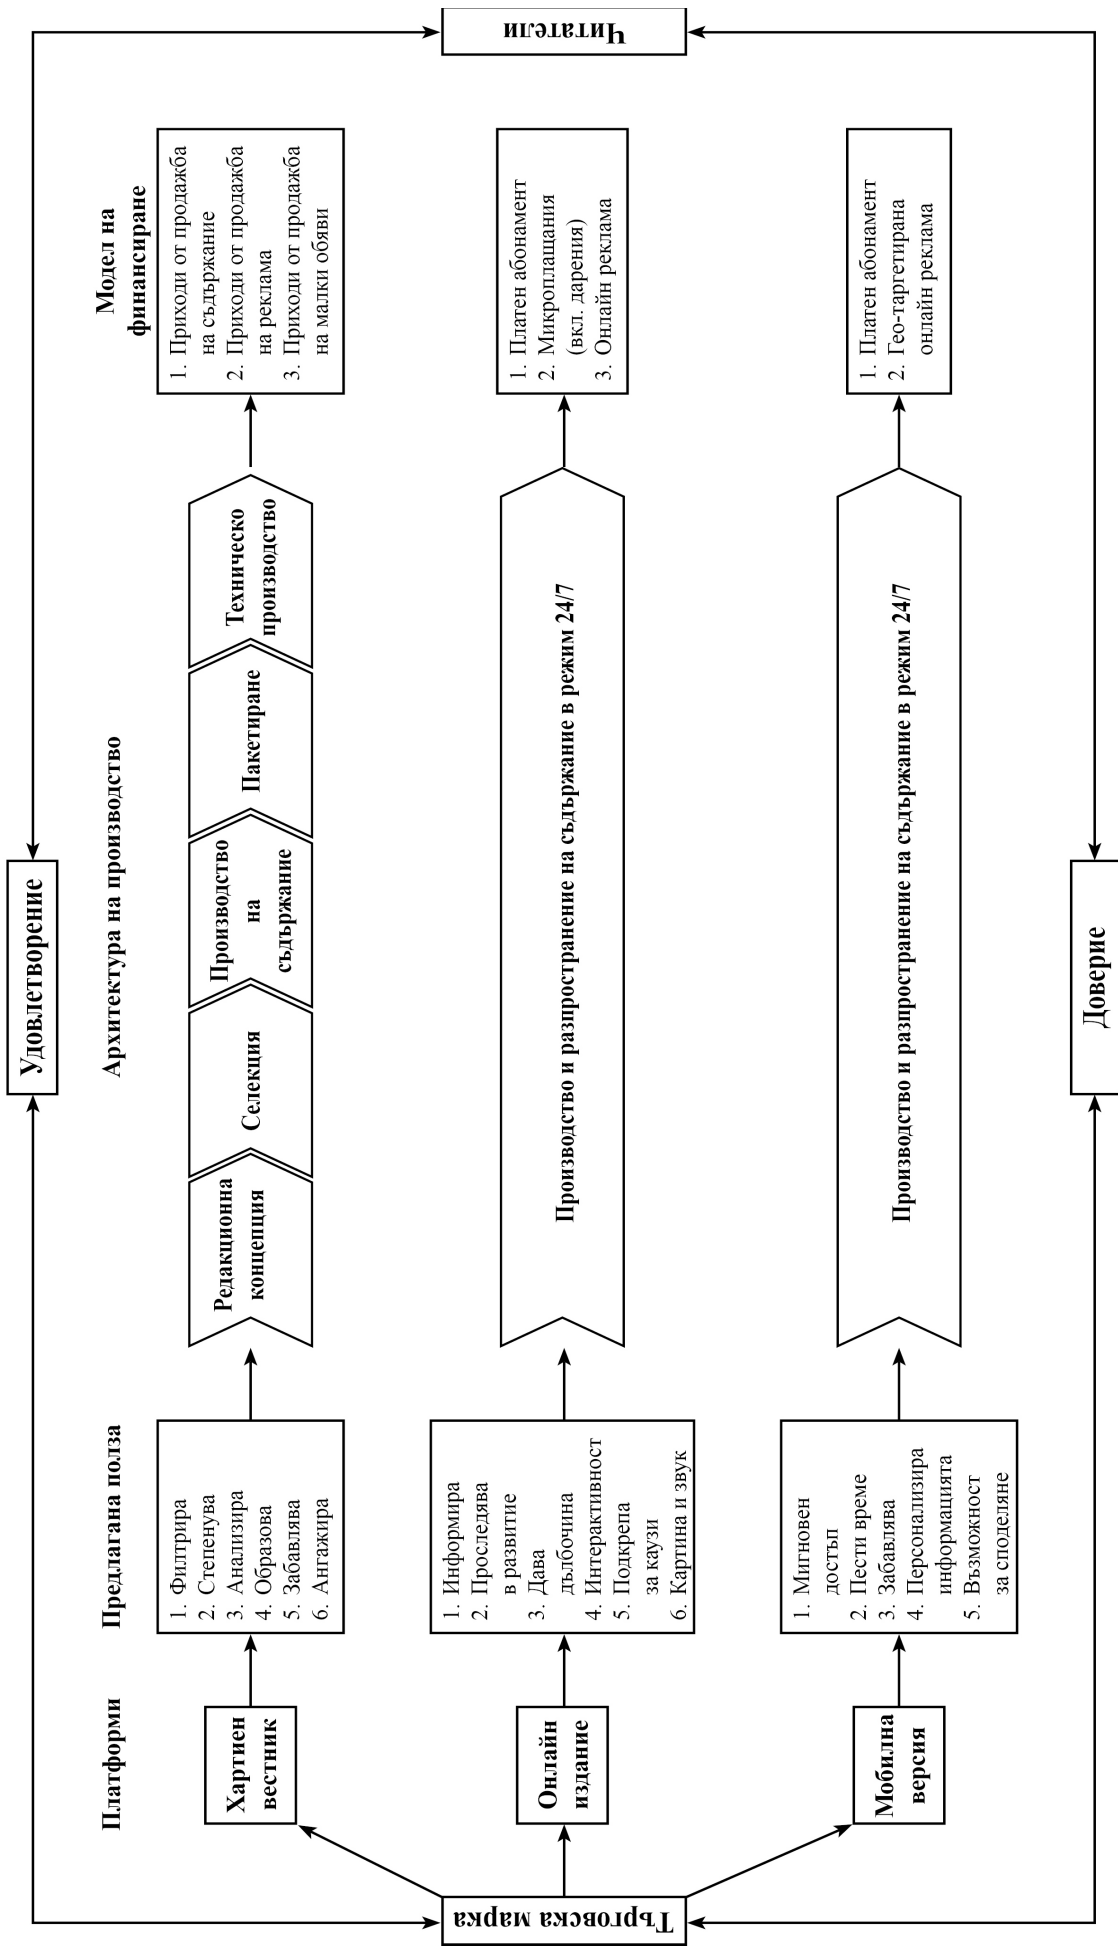 Удовлетворение
Платформи
Предлагана полза
Архитектура на производство
Модел на
финансиране
Търговска марка
Хартиен
вестник
1. Филтрира
2. Степенува
3. Анализира
4. Образова
5. Забавлява
6. Ангажира
Редакционна
концепция
Селекция
Производство
на
съдържание
Пакетиране
Техническо
производство
1. Приходи от продажба
на съдържание
2. Приходи от продажба
на реклама
3. Приходи от продажба
на малки обяви
Онлайн
издание
1. Информира
2. Проследява
в развитие
3. Дава
дълбочина
4. Интерактивност
5. Подкрепа
за каузи
6. Картина и звук
Производство и разпространение на съдържание в режим 24/7
1. Платен абонамент
2. Микроплащания
(вкл. дарения)
3. Онлайн реклама
Мобилна
версия
1. Мигновен
достъп
2. Пести време
3. Забавлява
4. Персонализира
информацията
5. Възможност
за споделяне
Производство и разпространение на съдържание в режим 24/7
1. Платен абонамент
2. Гео-таргетирана
онлайн реклама
Читатели
Доверие